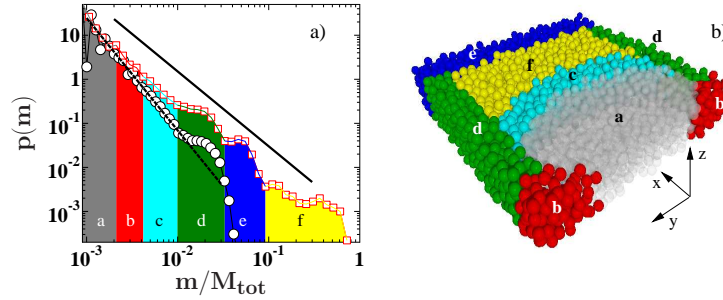 a)
10
1
10^-1
10^-2
10^-3
p(m)
a b c d e f
10^-3 10^-2 10^-1 1
m/M_tot
b)
d
e
f
c
b
a
d
b
z
x
y